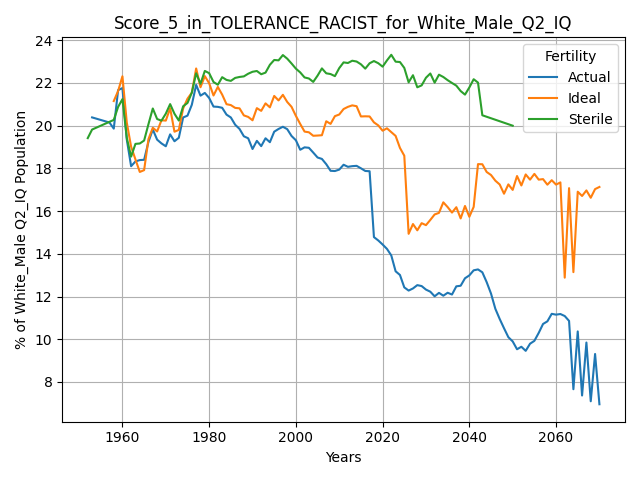 Score_5_in_TOLERANCE_RACIST_for_White_Male_Q2_IQ
% of White_Male Q2_IQ Population
24
22
20
18
16
14
12
10
8
Fertility
Actual
Ideal
Sterile
1960
1980
2000
2020
2040
2060
Years